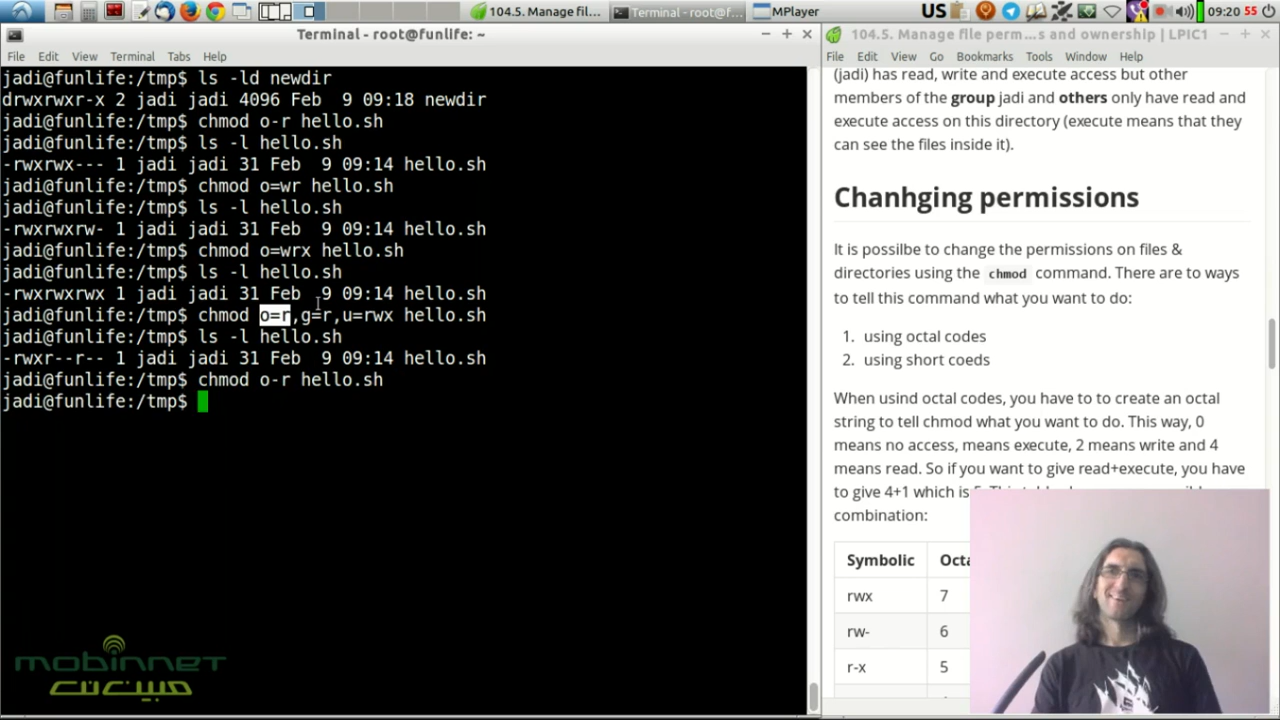 104.5. Manage fil...
Terminal - root@f...
MPlayer
US
09:20 55
Terminal - root@funlife: ~
File Edit View Terminal Tabs Help
jadi@funlife:/tmp$ ls -ld newdir
drwxrwxr-x 2 jadi jadi 4096 Feb  9 09:18 newdir
jadi@funlife:/tmp$ chmod o-r hello.sh
jadi@funlife:/tmp$ ls -l hello.sh
-rwxrwx--- 1 jadi jadi 31 Feb  9 09:14 hello.sh
jadi@funlife:/tmp$ chmod o=wr hello.sh
jadi@funlife:/tmp$ ls -l hello.sh
-rwxrwxrw- 1 jadi jadi 31 Feb  9 09:14 hello.sh
jadi@funlife:/tmp$ chmod o=wrx hello.sh
jadi@funlife:/tmp$ ls -l hello.sh
-rwxrwxrwx 1 jadi jadi 31 Feb  9 09:14 hello.sh
jadi@funlife:/tmp$ chmod o=r,g=r,u=rwx hello.sh
jadi@funlife:/tmp$ ls -l hello.sh
-rwxr--r-- 1 jadi jadi 31 Feb  9 09:14 hello.sh
jadi@funlife:/tmp$ chmod o-r hello.sh
jadi@funlife:/tmp$
mobinnet
مبین نت
104.5. Manage file perm...s and ownership | LPIC1
File Edit View Go Bookmarks Tools Window Help
(jadi) has read, write and execute access but other
members of the group jadi and others only have read and
execute access on this directory (execute means that they
can see the files inside it).
Chanhging permissions
It is possilbe to change the permissions on files &
directories using the chmod command. There are to ways
to tell this command what you want to do:
1. using octal codes
2. using short coeds
When usind octal codes, you have to to create an octal
string to tell chmod what you want to do. This way, 0
means no access, means execute, 2 means write and 4
means read. So if you want to give read+execute, you have
to give 4+1 which is
combination:
Symbolic Octa
rwx 7
rw- 6
r-x 5